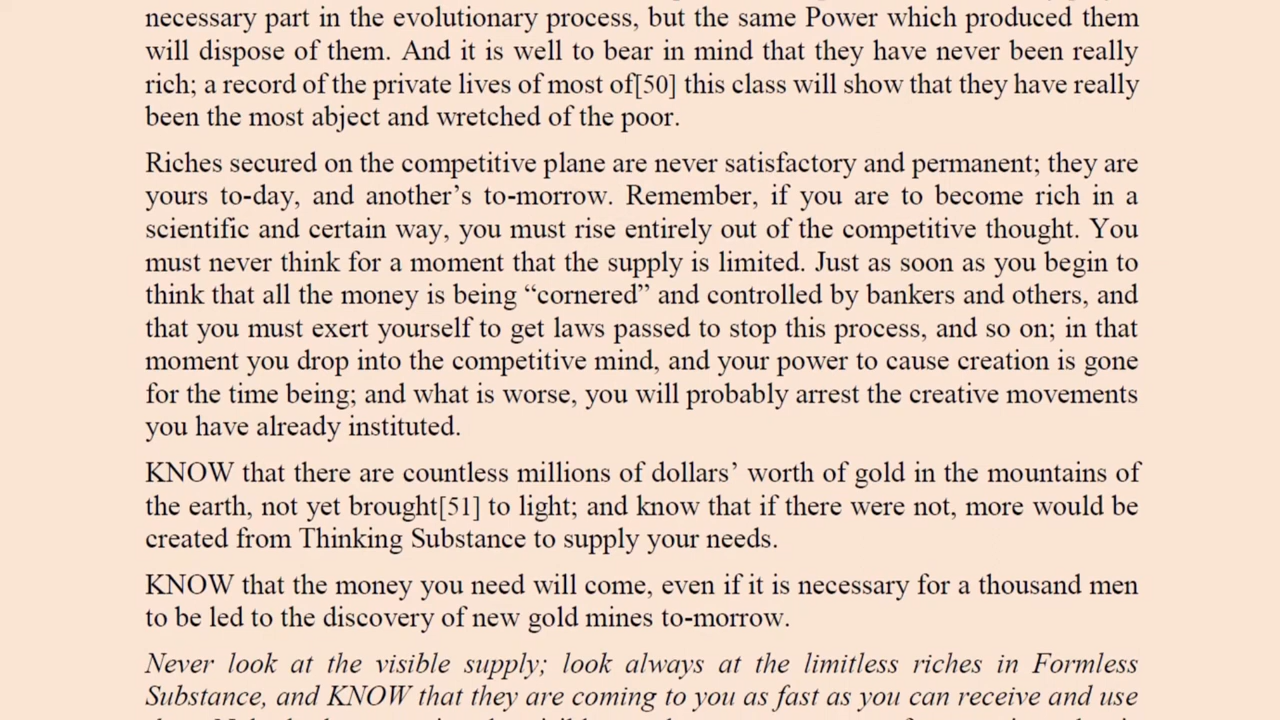 necessary part in the evolutionary process, but the same Power which produced them
will dispose of them. And it is well to bear in mind that they have never been really
rich; a record of the private lives of most of[50] this class will show that they have really
been the most abject and wretched of the poor.
Riches secured on the competitive plane are never satisfactory and permanent; they are
yours to-day, and another’s to-morrow. Remember, if you are to become rich in a
scientific and certain way, you must rise entirely out of the competitive thought. You
must never think for a moment that the supply is limited. Just as soon as you begin to
think that all the money is being “cornered” and controlled by bankers and others, and
that you must exert yourself to get laws passed to stop this process, and so on; in that
moment you drop into the competitive mind, and your power to cause creation is gone
for the time being; and what is worse, you will probably arrest the creative movements
you have already instituted.
KNOW that there are countless millions of dollars’ worth of gold in the mountains of
the earth, not yet brought[51] to light; and know that if there were not, more would be
created from Thinking Substance to supply your needs.
KNOW that the money you need will come, even if it is necessary for a thousand men
to be led to the discovery of new gold mines to-morrow.
Never look at the visible supply; look always at the limitless riches in Formless
Substance, and KNOW that they are coming to you as fast as you can receive and use